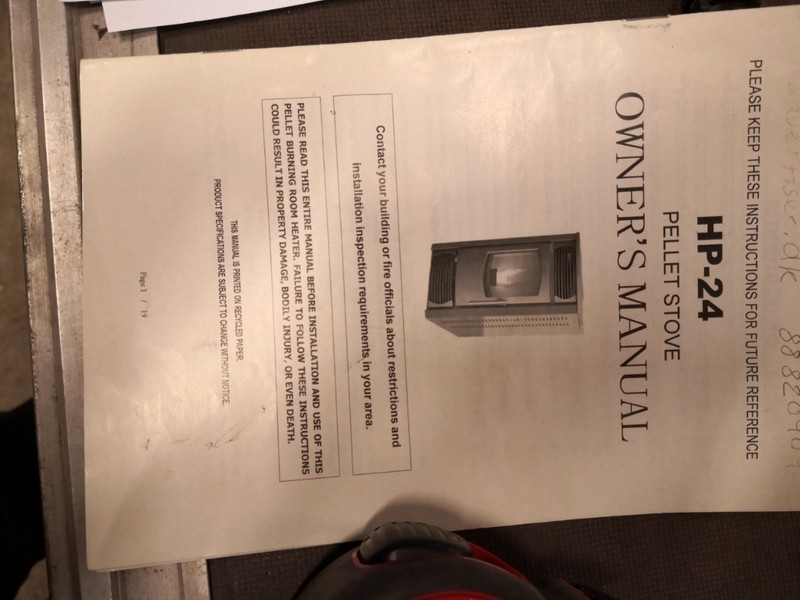 PLEASE KEEP THESE INSTRUCTIONS FOR FUTURE REFERENCE
HP-24
PELLET STOVE
OWNER'S MANUAL
Contact your building or fire officials about restrictions and
installation inspection requirements in your area.
PLEASE READ THIS ENTIRE MANUAL BEFORE INSTALLATION AND USE OF THIS
PELLET BURNING ROOM HEATER. FAILURE TO FOLLOW THESE INSTRUCTIONS
COULD RESULT IN PROPERTY DAMAGE, BODILY INJURY, OR EVEN DEATH.
THIS MANUAL IS PRINTED ON RECYCLED PAPER.
PRODUCT SPECIFICATIONS ARE SUBJECT TO CHANGE WITHOUT NOTICE.
Page 1 / 19